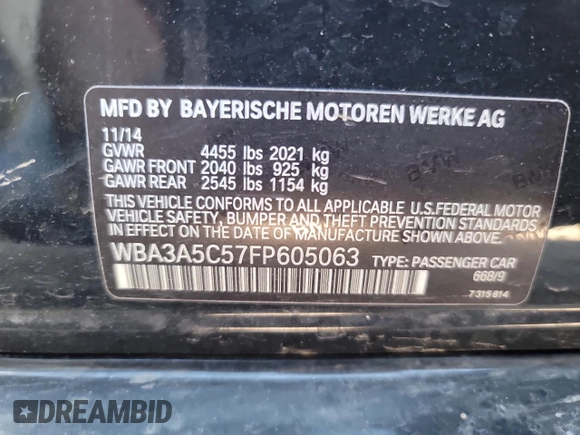 MFD BY BAYERISCHE MOTOREN WERKE AG
11/14
GVWR 4455 lbs 2021 kg
GAWR FRONT 2040 lbs 925 kg
GAWR REAR 2545 lbs 1154 kg
THIS VEHICLE CONFORMS TO ALL APPLICABLE U.S.FEDERAL MOTOR
VEHICLE SAFETY, BUMPER AND THEFT PREVENTION STANDARDS
IN EFFECT ON THE DATE OF MANUFACTURE SHOWN ABOVE.
WBA3A5C57FP605063 TYPE: PASSENGER CAR
668/9
7315814
DREAMBID